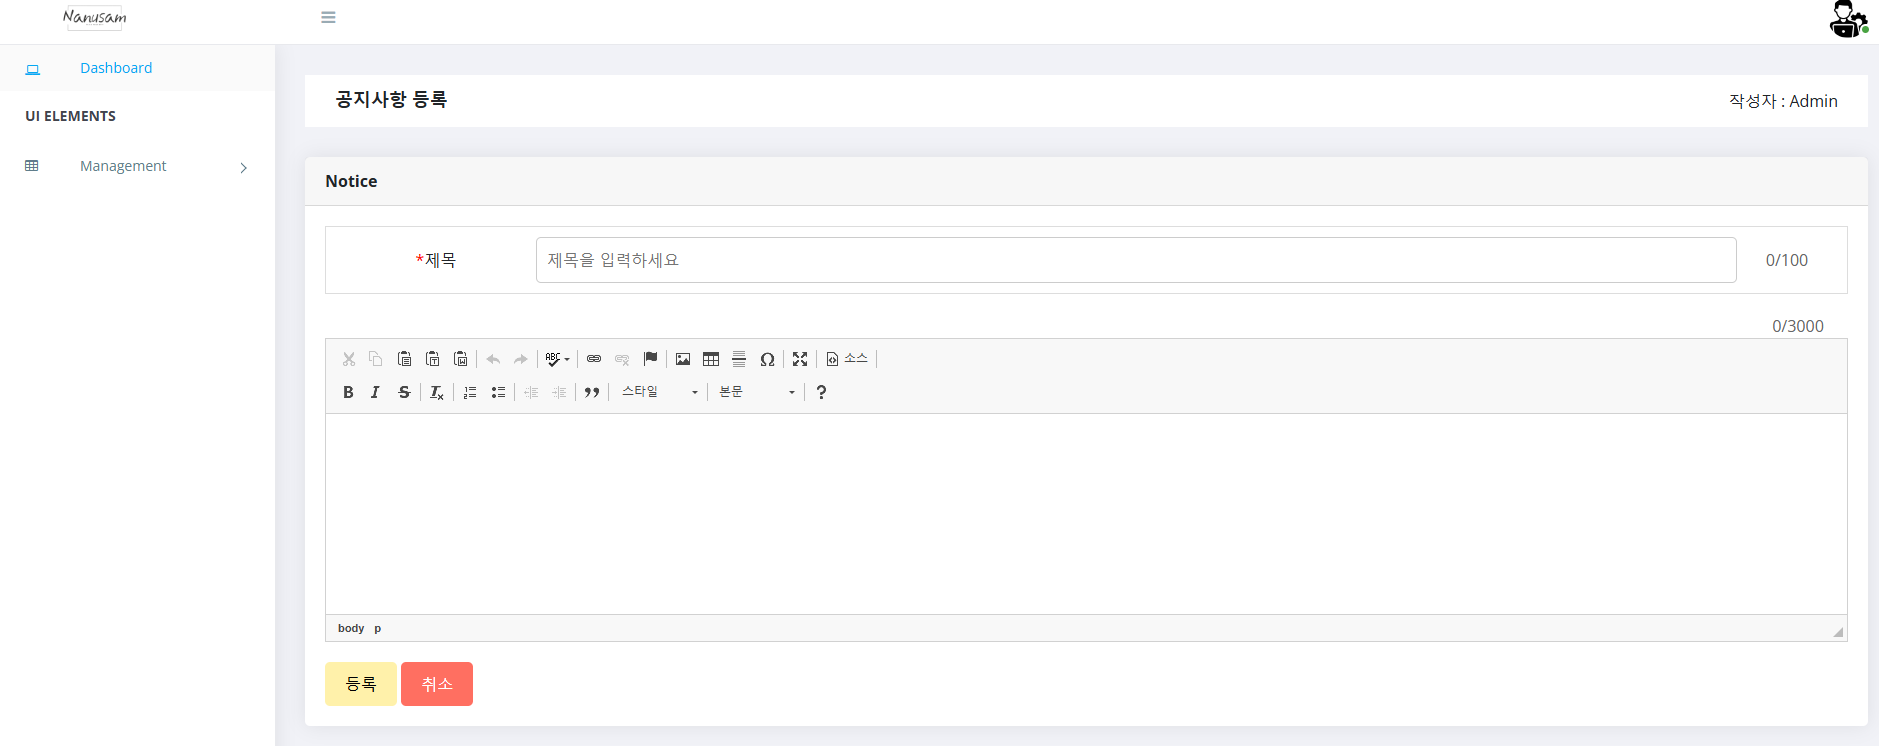 Nanusam
Dashboard
UI ELEMENTS
Management
공지사항 등록
작성자 : Admin
Notice
*제목
제목을 입력하세요
0/100
0/3000
ABC
소스
B I S Tx
스타일
본문
?
body p
등록
취소